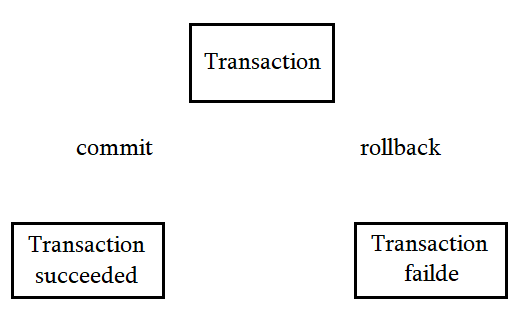 Transaction
commit
rollback
Transaction
succeeded
Transaction
failde